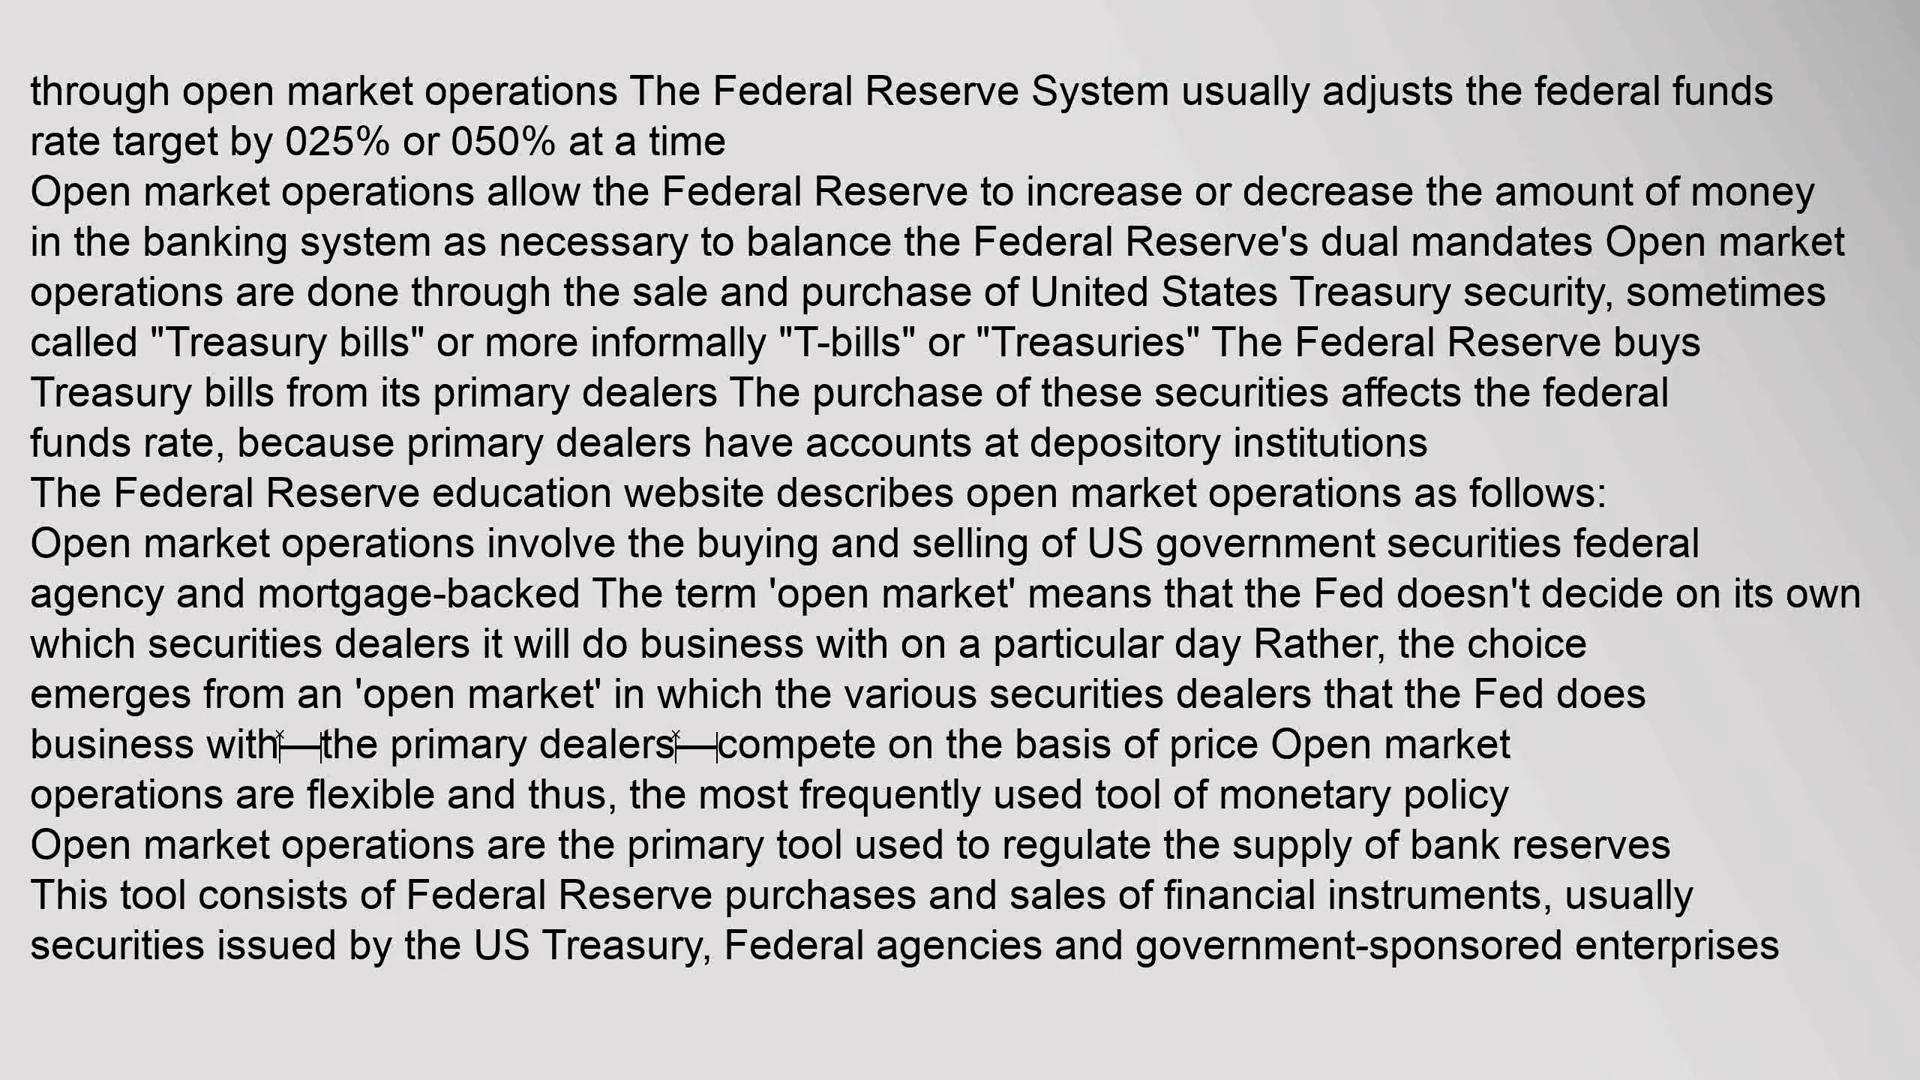 through open market operations The Federal Reserve System usually adjusts the federal funds
rate target by 025% or 050% at a time
Open market operations allow the Federal Reserve to increase or decrease the amount of money
in the banking system as necessary to balance the Federal Reserve's dual mandates Open market
operations are done through the sale and purchase of United States Treasury security, sometimes
called "Treasury bills" or more informally "T-bills" or "Treasuries" The Federal Reserve buys
Treasury bills from its primary dealers The purchase of these securities affects the federal
funds rate, because primary dealers have accounts at depository institutions
The Federal Reserve education website describes open market operations as follows:
Open market operations involve the buying and selling of US government securities federal
agency and mortgage-backed The term 'open market' means that the Fed doesn't decide on its own
which securities dealers it will do business with on a particular day Rather, the choice
emerges from an 'open market' in which the various securities dealers that the Fed does
business with—the primary dealers—compete on the basis of price Open market
operations are flexible and thus, the most frequently used tool of monetary policy
Open market operations are the primary tool used to regulate the supply of bank reserves
This tool consists of Federal Reserve purchases and sales of financial instruments, usually
securities issued by the US Treasury, Federal agencies and government-sponsored enterprises